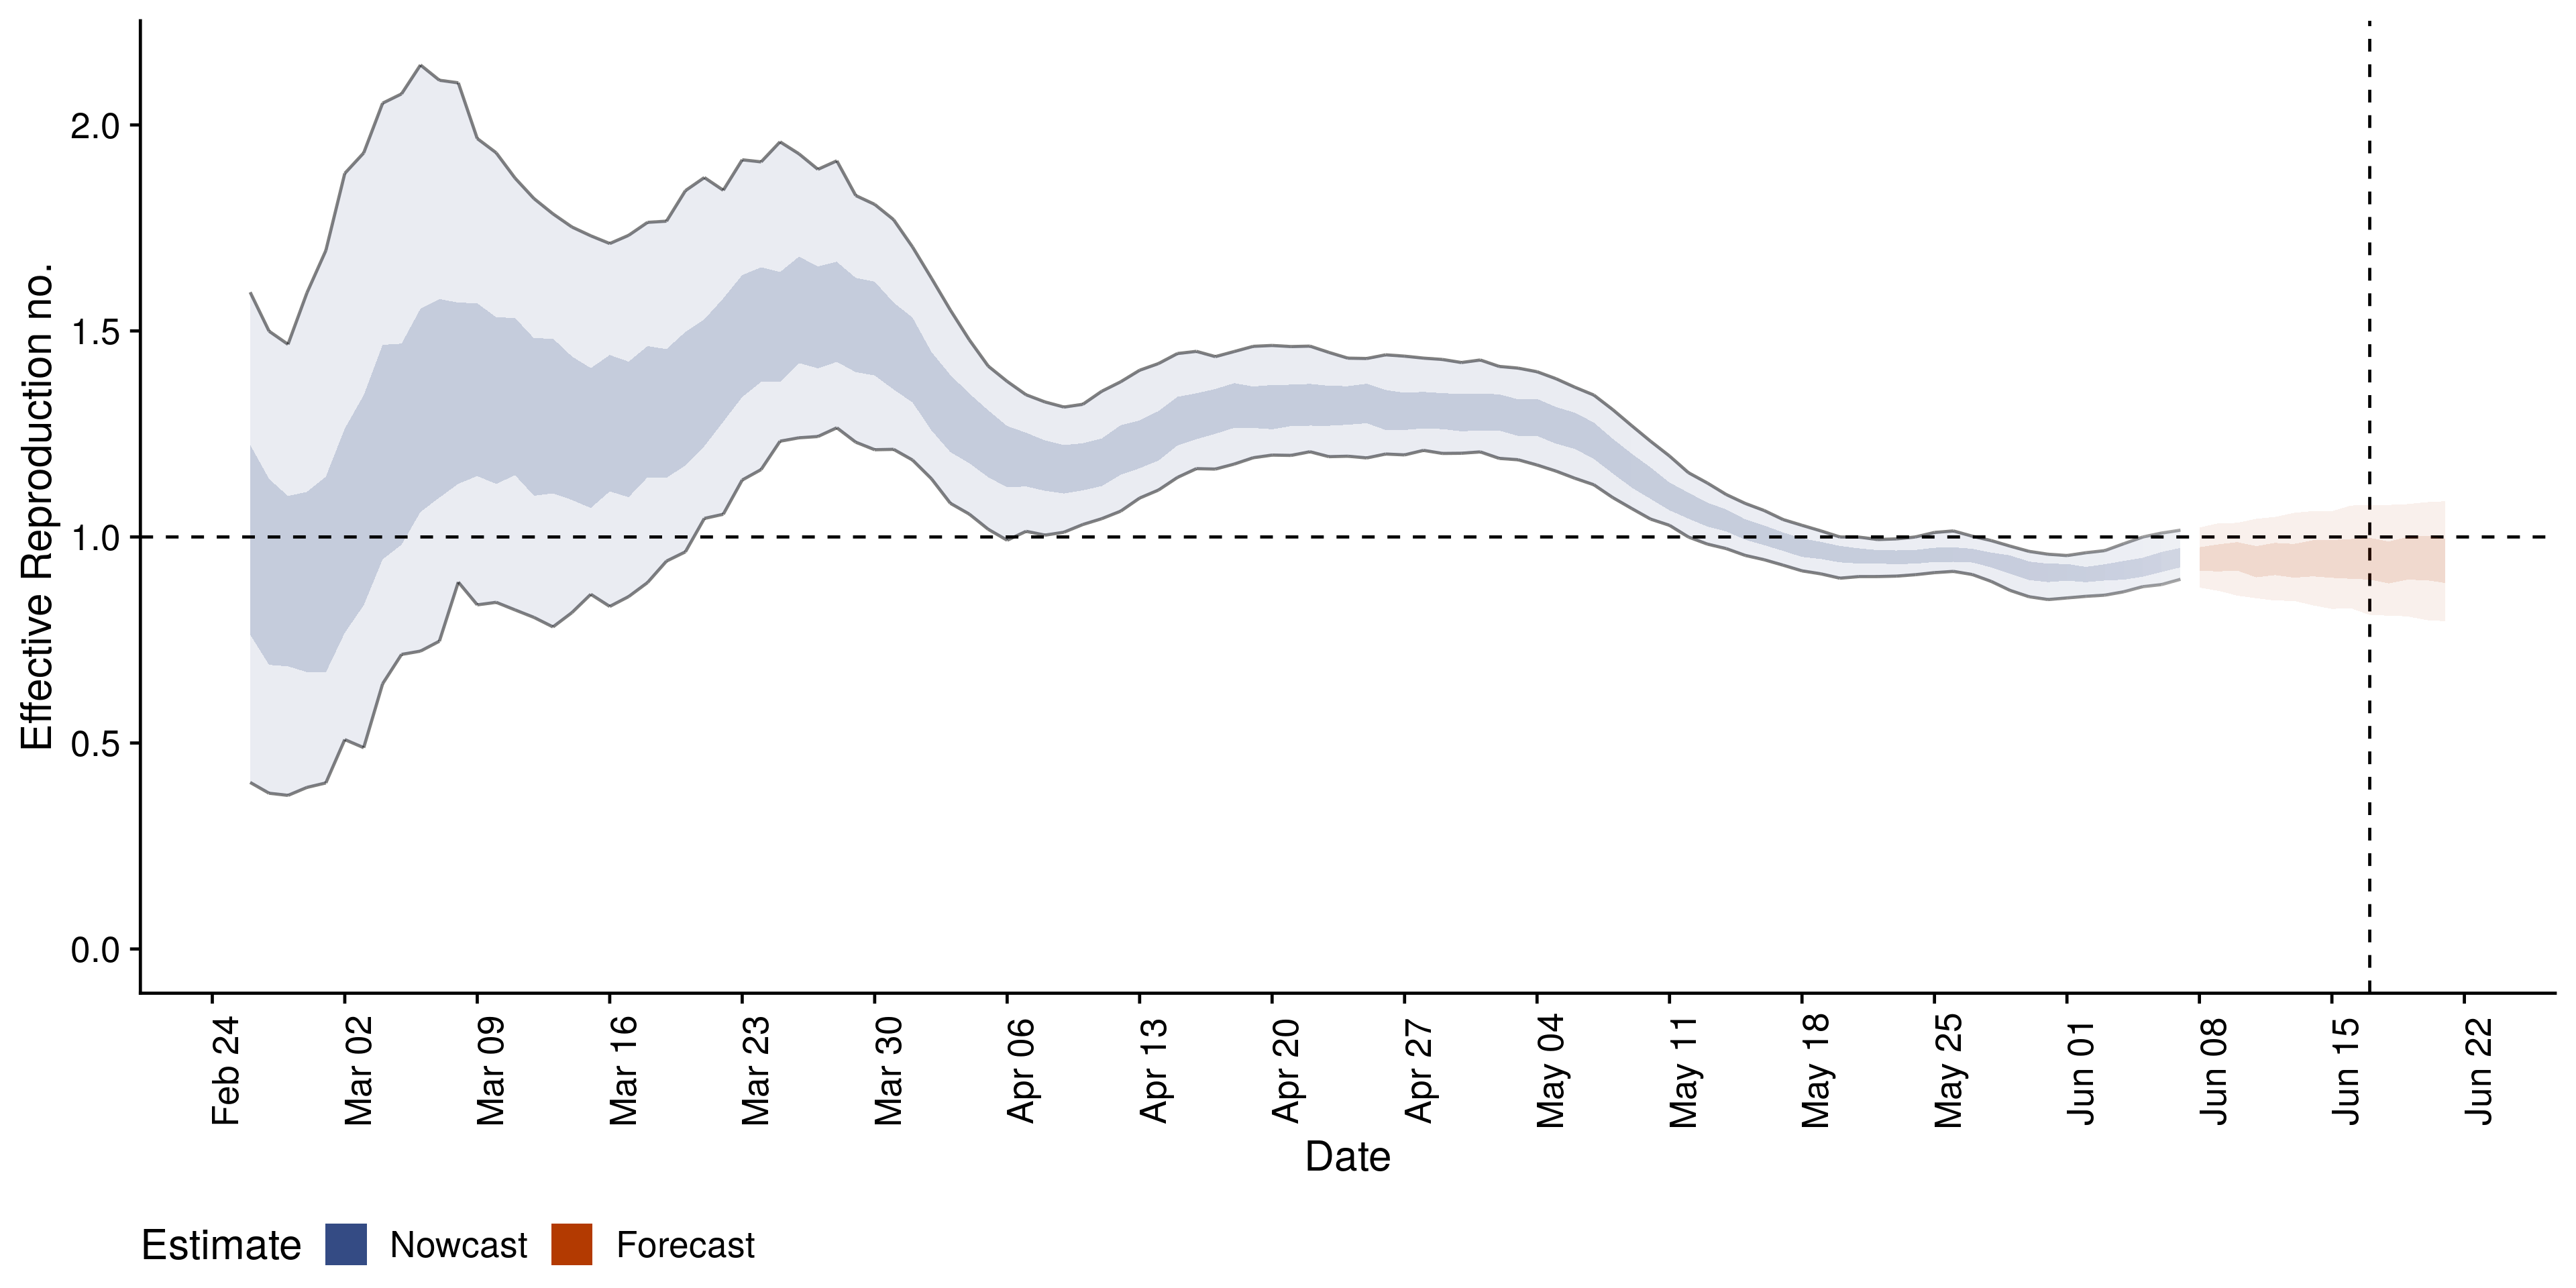 Effective Reproduction no.
2.0
1.5
1.0
0.5
0.0
Feb 24
Mar 02
Mar 09
Mar 16
Mar 23
Mar 30
Apr 06
Apr 13
Apr 20
Apr 27
May 04
May 11
May 18
May 25
Jun 01
Jun 08
Jun 15
Jun 22
Date
Estimate Nowcast Forecast